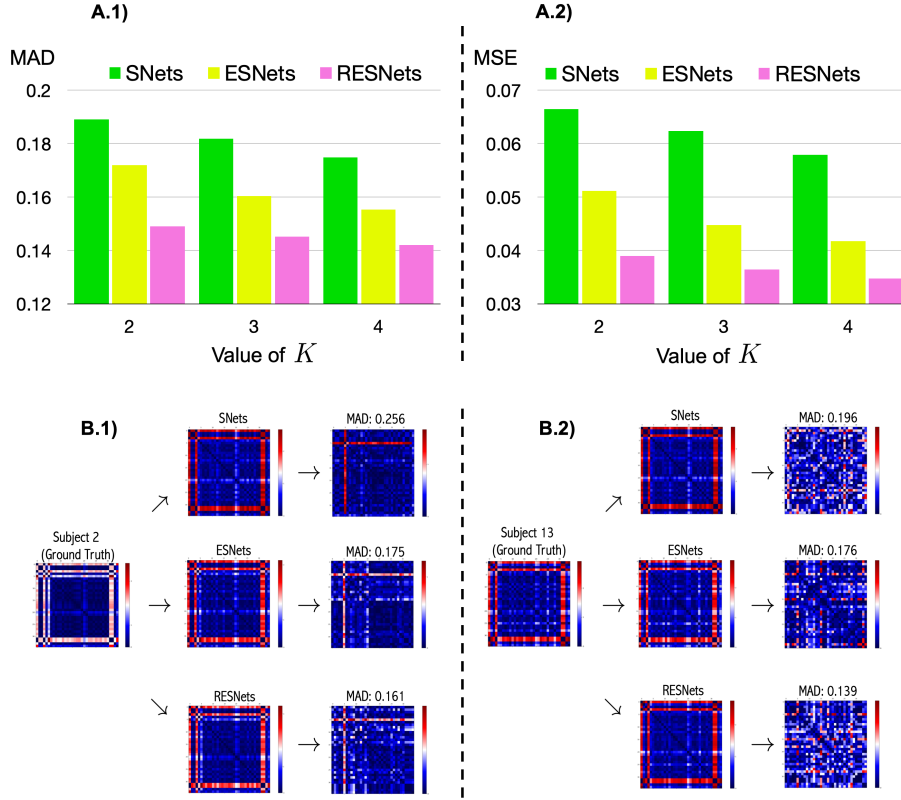 A.1)
MAD
SNets ESNets RESNets
0.2
0.18
0.16
0.14
0.12
2 3 4
Value of K
A.2)
MSE
SNets ESNets RESNets
0.07
0.06
0.05
0.04
0.03
2 3 4
Value of K
B.1)
SNets
MAD: 0.256
Subject 2
(Ground Truth)
ESNets
MAD: 0.175
RESNets
MAD: 0.161
B.2)
SNets
MAD: 0.196
Subject 13
(Ground Truth)
ESNets
MAD: 0.176
RESNets
MAD: 0.139